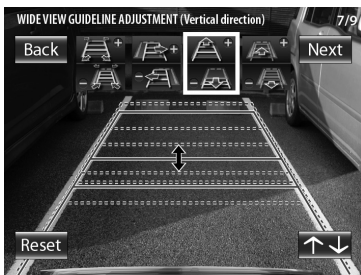 WIDE VIEW GUIDELINE ADJUSTMENT (Vertical direction) 7/9
Back + + + + Next
- - - -
Reset ↑↓